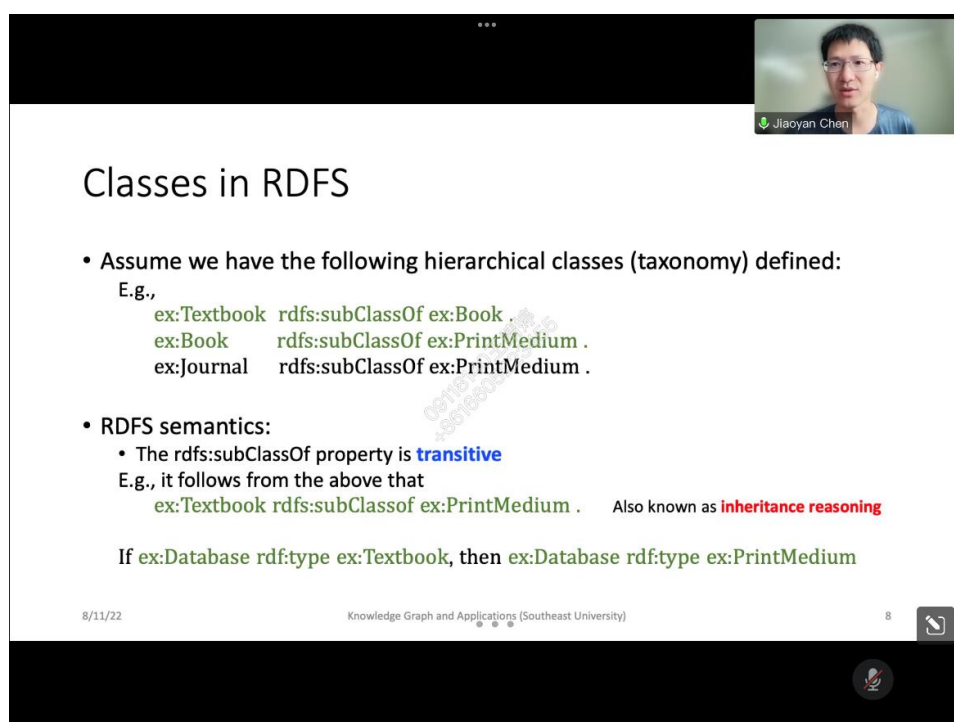 Jiaoyan Chen
Classes in RDFS
• Assume we have the following hierarchical classes (taxonomy) defined:
E.g.,
ex:Textbook rdfs:subClassOf ex:Book .
ex:Book rdfs:subClassOf ex:PrintMedium .
ex:Journal rdfs:subClassOf ex:PrintMedium .
• RDFS semantics:
• The rdfs:subClassOf property is transitive
E.g., it follows from the above that
ex:Textbook rdfs:subClassof ex:PrintMedium . Also known as inheritance reasoning
If ex:Database rdf:type ex:Textbook, then ex:Database rdf:type ex:PrintMedium
8/11/22 Knowledge Graph and Applications (Southeast University) 8